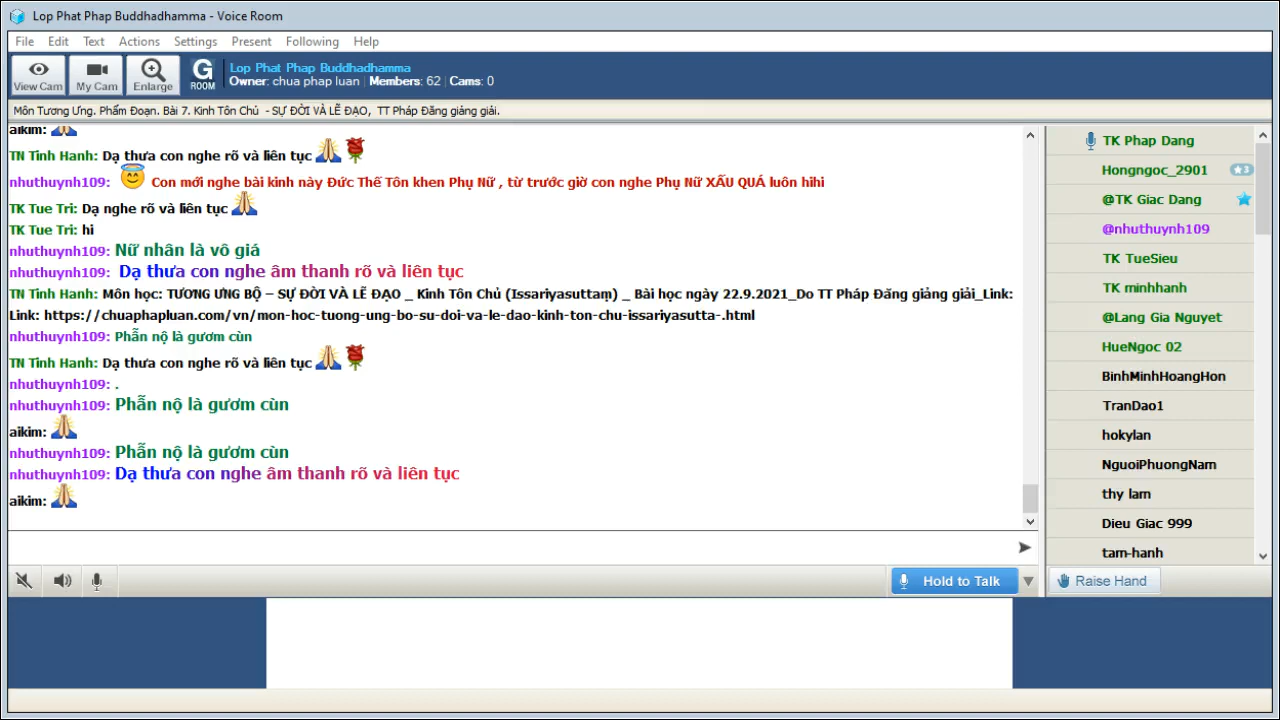 Lop Phat Phap Buddhadhamma - Voice Room
File Edit Text Actions Settings Present Following Help
View Cam My Cam Enlarge G ROOM
Lop Phat Phap Buddhadhamma
Owner: chua phap luan Members: 62 Cams: 0
Môn Tương Ưng. Phẩm Đoạn. Bài 7. Kinh Tôn Chủ - SỰ ĐỜI VÀ LẼ ĐẠO, TT Pháp Đăng giảng giải.
aikim:
TN Tinh Hanh: Dạ thưa con nghe rõ và liên tục
nhuthuynh109: Con mới nghe bài kinh này Đức Thế Tôn khen Phụ Nữ , từ trước giờ con nghe Phụ Nữ XẤU QUÁ luôn hihi
TK Tue Tri: Dạ nghe rõ và liên tục
TK Tue Tri: hi
nhuthuynh109: Nữ nhân là vô giá
nhuthuynh109: Dạ thưa con nghe âm thanh rõ và liên tục
TN Tinh Hanh: Môn học: TƯƠNG ƯNG BỘ – SỰ ĐỜI VÀ LẼ ĐẠO _ Kinh Tôn Chủ (Issariyasuttaṃ) _ Bài học ngày 22.9.2021_Do TT Pháp Đăng giảng giải_Link:
Link: https://chuaphapluan.com/vn/mon-hoc-tuong-ung-bo-su-doi-va-le-dao-kinh-ton-chu-issariyasutta-.html
nhuthuynh109: Phẫn nộ là gươm cùn
TN Tinh Hanh: Dạ thưa con nghe rõ và liên tục
nhuthuynh109: .
nhuthuynh109: Phẫn nộ là gươm cùn
aikim:
nhuthuynh109: Phẫn nộ là gươm cùn
nhuthuynh109: Dạ thưa con nghe âm thanh rõ và liên tục
aikim:
Hold to Talk
TK Phap Dang
Hongngoc_2901 3
@TK Giac Dang
@nhuthuynh109
TK TueSieu
TK minhhanh
@Lang Gia Nguyet
HueNgoc 02
BinhMinhHoangHon
TranDao1
hokylan
NguoiPhuongNam
thy lam
Dieu Giac 999
tam-hanh
Raise Hand